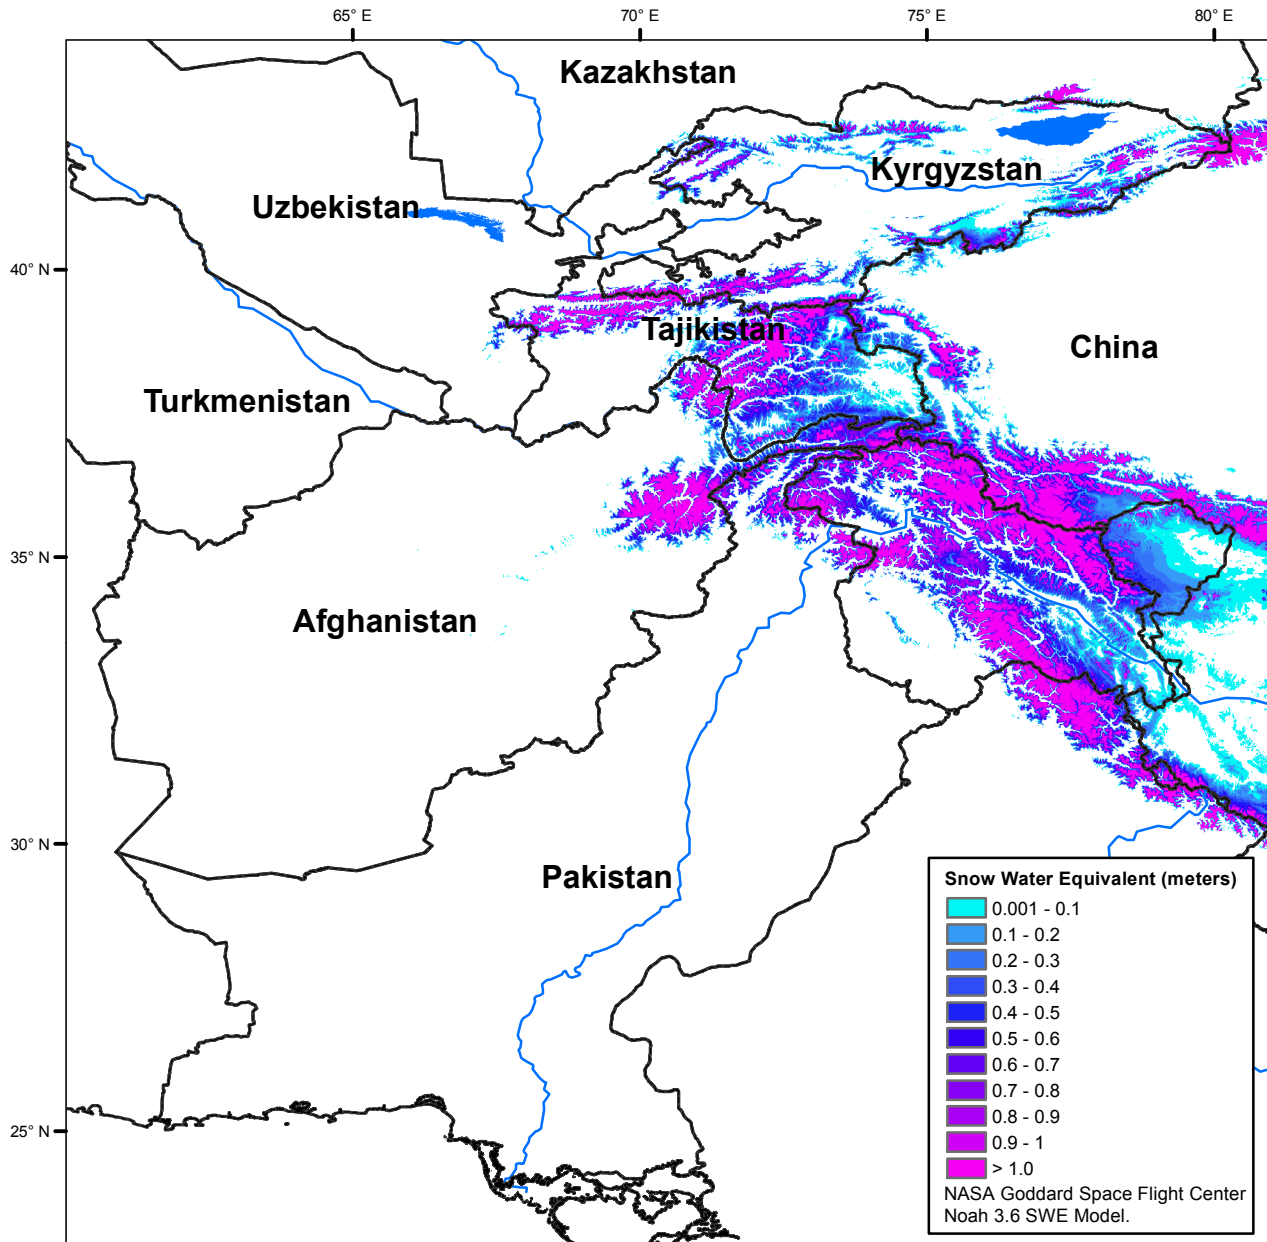 65° E
70° E
75° E
80° E
Kazakhstan
Kyrgyzstan
Uzbekistan
40° N
Tajikistan
China
Turkmenistan
35° N
Afghanistan
30° N
Pakistan
25° N
Snow Water Equivalent (meters)
0.001 - 0.1
0.1 - 0.2
0.2 - 0.3
0.3 - 0.4
0.4 - 0.5
0.5 - 0.6
0.6 - 0.7
0.7 - 0.8
0.8 - 0.9
0.9 - 1
> 1.0
NASA Goddard Space Flight Center
Noah 3.6 SWE Model.